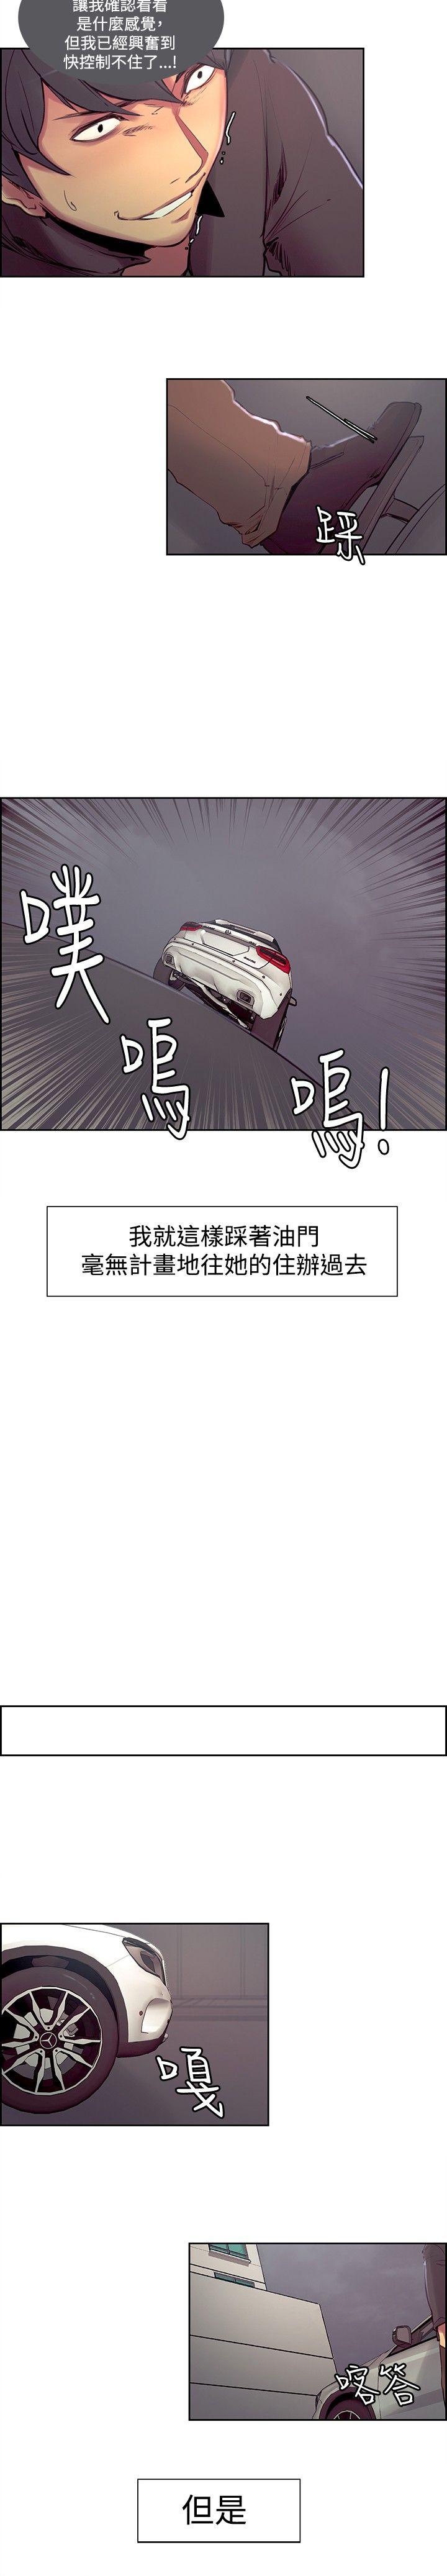 讓我確認看看
是什麼感覺，
但我已經興奮到
快控制不住了...!
踩
噗
嗚
嗚!
我就這樣踩著油門
毫無計畫地往她的住辦過去
嘎
喀答
但是